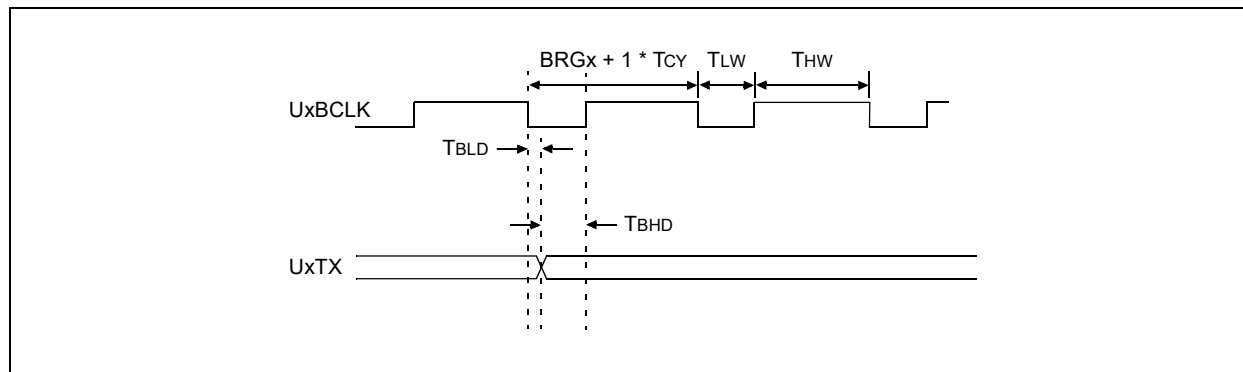 BRGx + 1 * TCY TLW THW
UxBCLK
TBLD
TBHD
UxTX